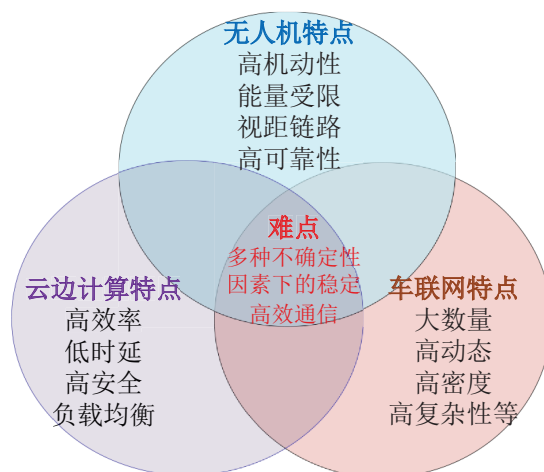 无人机特点
高机动性
能量受限
视距链路
高可靠性
难点
多种不确定性
因素下的稳定
高效通信
云边计算特点
高效率
低时延
高安全
负载均衡
车联网特点
大数量
高动态
高密度
高复杂性等